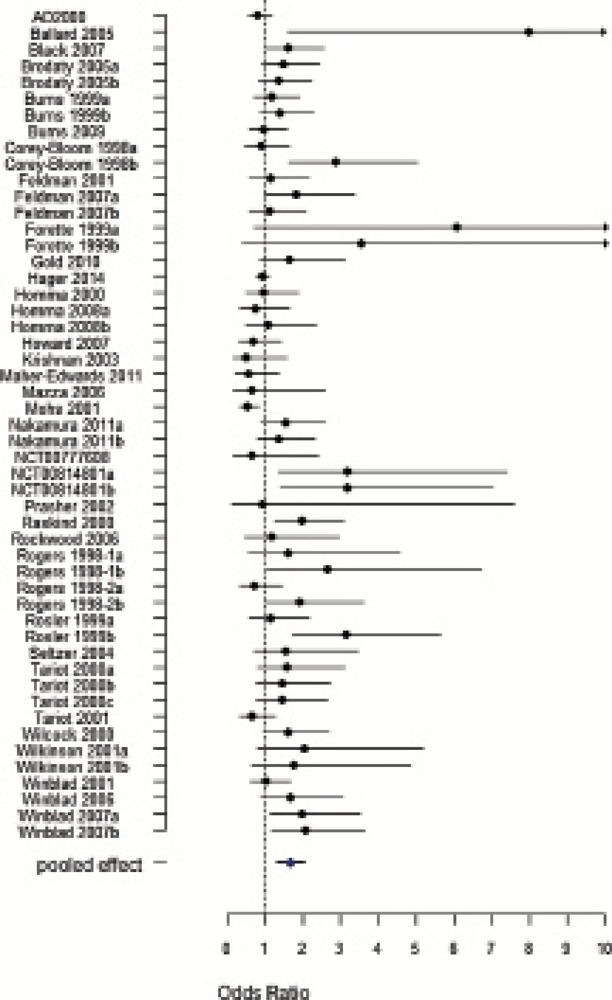 AD2000
Ballard 2005
Black 2007
Brodaty 2005a
Brodaty 2005b
Burns 1999a
Burns 1999b
Burns 2009
Corey-Bloom 1998a
Corey-Bloom 1998b
Feldman 2001
Feldman 2007a
Feldman 2007b
Forette 1999a
Forette 1999b
Gold 2010
Hager 2014
Homma 2000
Homma 2008a
Homma 2008b
Howard 2007
Krishnan 2003
Maher-Edwards 2011
Mazza 2006
Mohs 2001
Nakamura 2011a
Nakamura 2011b
NCT00814801a
NCT00814801b
Prasher 2002
Raskind 2000
Rockwood 2006
Rogers 1998-1a
Rogers 1998-1b
Rogers 1998-2a
Rogers 1998-2b
Rosler 1999a
Rosler 1999b
Seltzer 2004
Tariot 2000a
Tariot 2000b
Tariot 2000c
Tariot 2001
Wilcock 2000
Wilkinson 2001a
Wilkinson 2001b
Winblad 2001
Winblad 2006
Winblad 2007a
Winblad 2007b
pooled effect
0 1 2 3 4 5 6 7 8 9 10
Odds Ratio